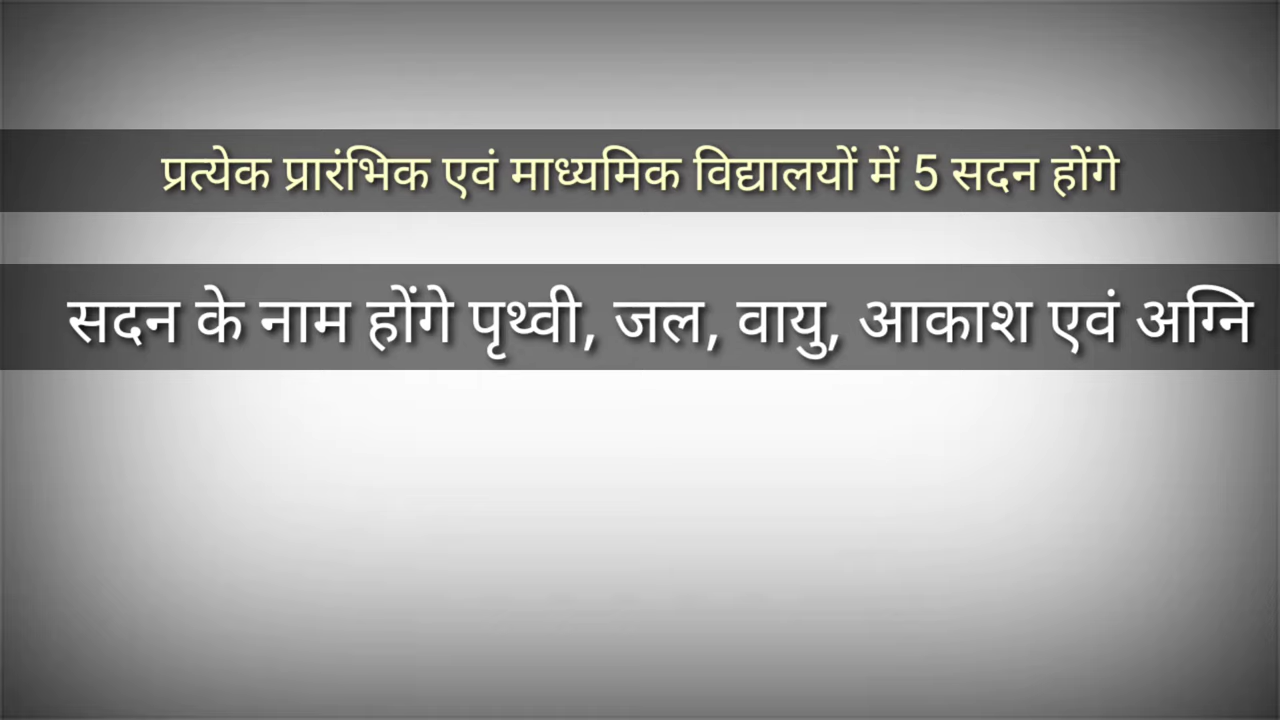 प्रत्येक प्रारंभिक एवं माध्यमिक विद्यालयों में 5 सदन होंगे
सदन के नाम होंगे पृथ्वी, जल, वायु, आकाश एवं अग्नि